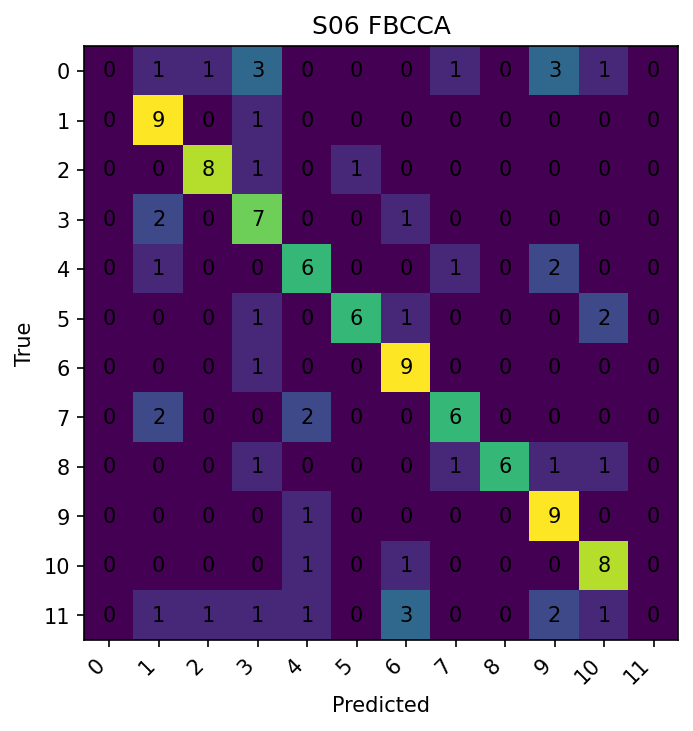 S06 FBCCA
True
0 0 1 1 3 0 0 0 1 0 3 1 0
1 0 9 0 1 0 0 0 0 0 0 0 0
2 0 0 8 1 0 1 0 0 0 0 0 0
3 0 2 0 7 0 0 1 0 0 0 0 0
4 0 1 0 0 6 0 0 1 0 2 0 0
5 0 0 0 1 0 6 1 0 0 0 2 0
6 0 0 0 1 0 0 9 0 0 0 0 0
7 0 2 0 0 2 0 0 6 0 0 0 0
8 0 0 0 1 0 0 0 1 6 1 1 0
9 0 0 0 0 1 0 0 0 0 9 0 0
10 0 0 0 0 1 0 1 0 0 0 8 0
11 0 1 1 1 1 0 3 0 0 2 1 0
0 1 2 3 4 5 6 7 8 9 10 11
Predicted